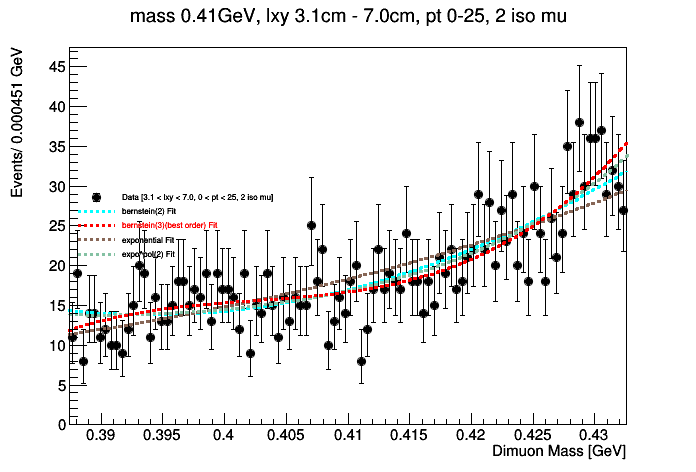 mass 0.41GeV, lxy 3.1cm - 7.0cm, pt 0-25, 2 iso mu
Events/ 0.000451 GeV
45
40
35
30
25
20
15
10
5
0
Data [3.1 < lxy < 7.0, 0 < pt < 25, 2 iso mu]
bernstein(2) Fit
bernstein(3)(best order) Fit
exponential Fit
expo*pol(2) Fit
0.39 0.395 0.4 0.405 0.41 0.415 0.42 0.425 0.43
Dimuon Mass [GeV]